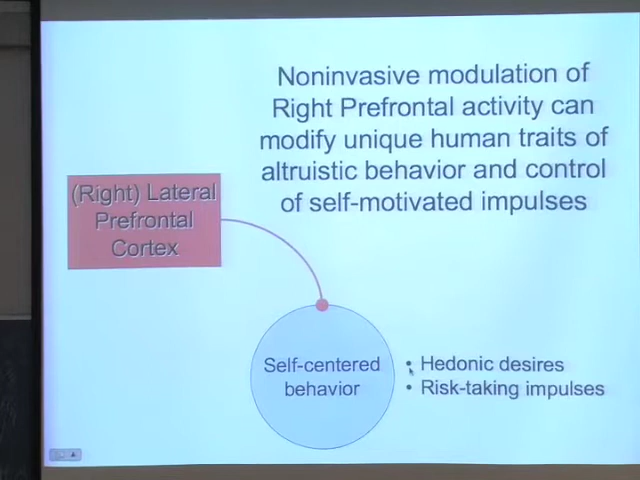 Noninvasive modulation of
Right Prefrontal activity can
modify unique human traits of
altruistic behavior and control
of self-motivated impulses
(Right) Lateral
Prefrontal
Cortex
Self-centered
behavior
• Hedonic desires
• Risk-taking impulses